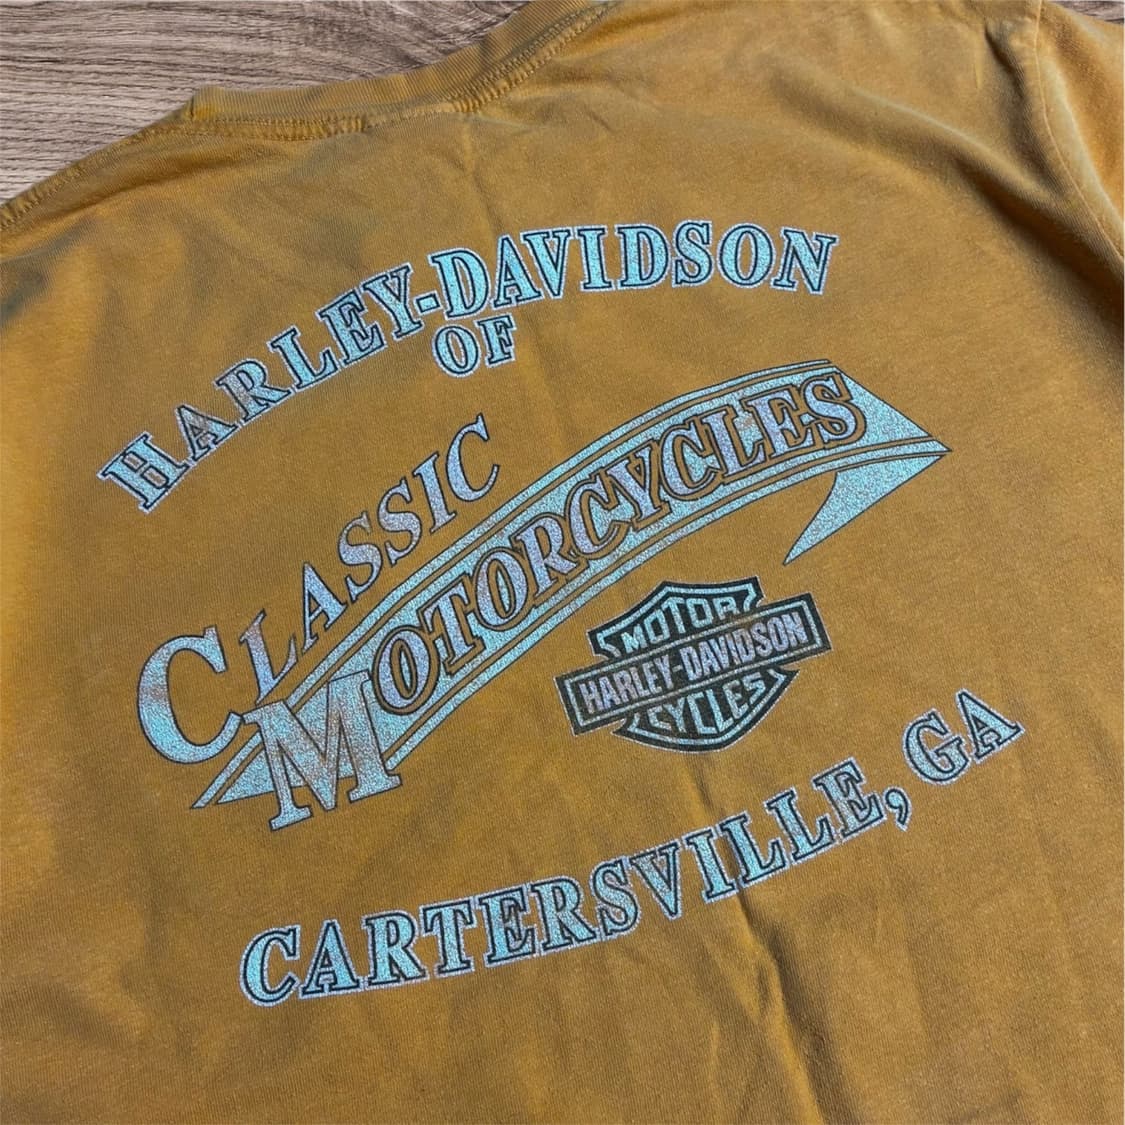 HARLEY-DAVIDSON
OF
CLASSIC
MOTORCYCLES
MOTOR
HARLEY-DAVIDSON
CYCLES
CARTERSVILLE, GA